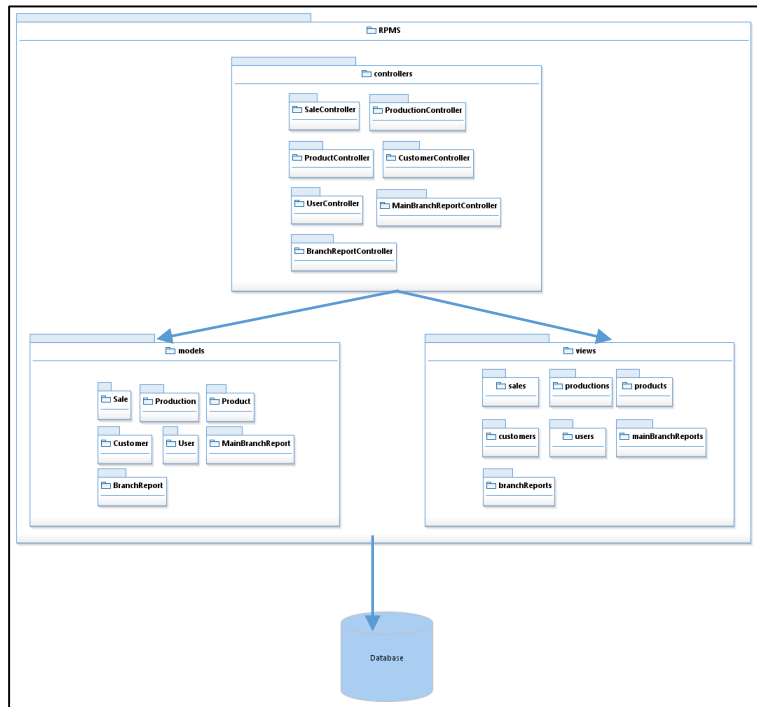 RPMS
controllers
SaleController
ProductionController
ProductController
CustomerController
UserController
MainBranchReportController
BranchReportController
models
Sale
Production
Product
Customer
User
MainBranchReport
BranchReport
views
sales
productions
products
customers
users
mainBranchReports
branchReports
Database